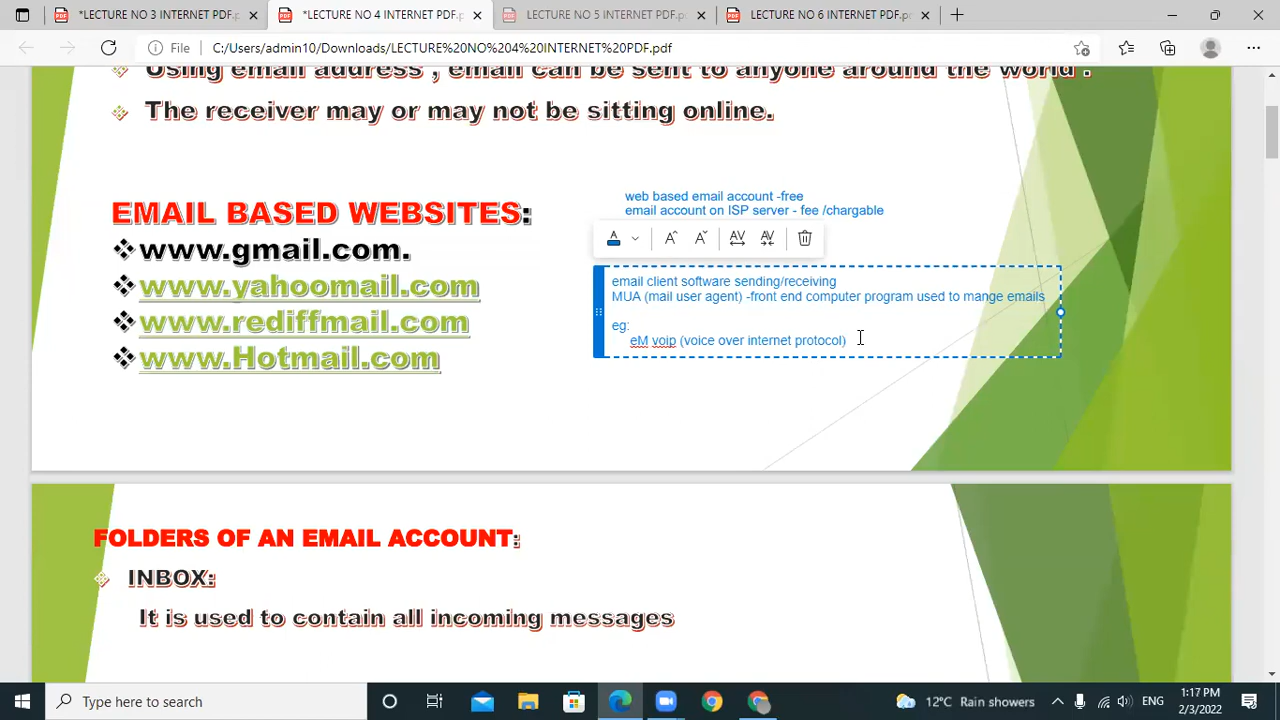 *LECTURE NO 4 INTERNET PDF.pdf
*LECTURE NO 4 INTERNET PDF.
LECTURE NO 5 INTERNET PDF.pdf
LECTURE NO 6 INTERNET PDF.pdf
File C:/Users/admin10/Downloads/LECTURE%20NO%204%20INTERNET%20PDF.pdf
Using email address , email can be sent to anyone around the world .
The receiver may or may not be sitting online.
web based email account -free
email account on ISP server - fee /chargable
EMAIL BASED WEBSITES:
www.gmail.com.
www.yahoomail.com
www.rediffmail.com
www.Hotmail.com
email client software sending/receiving
MUA (mail user agent) -front end computer program used to mange emails
eg:
eM voip (voice over internet protocol)
FOLDERS OF AN EMAIL ACCOUNT:
INBOX:
It is used to contain all incoming messages
Type here to search
12°C Rain showers
ENG
1:17 PM
2/3/2022